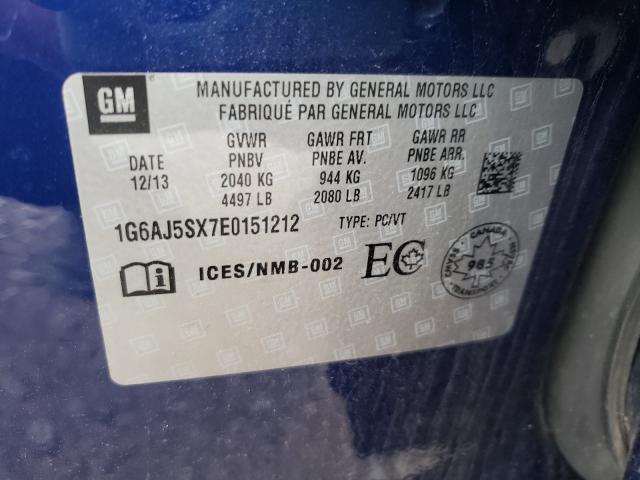 GM
MANUFACTURED BY GENERAL MOTORS LLC
FABRIQUÉ PAR GENERAL MOTORS LLC
DATE
12/13
GVWR
PNBV
2040 KG
4497 LB
GAWR FRT
PNBE AV.
944 KG
2080 LB
GAWR RR
PNBE ARR.
1096 KG
2417 LB
1G6AJ5SX7E0151212
TYPE: PC/VT
ICES/NMB-002
EC
CANADA
TRANSPORT